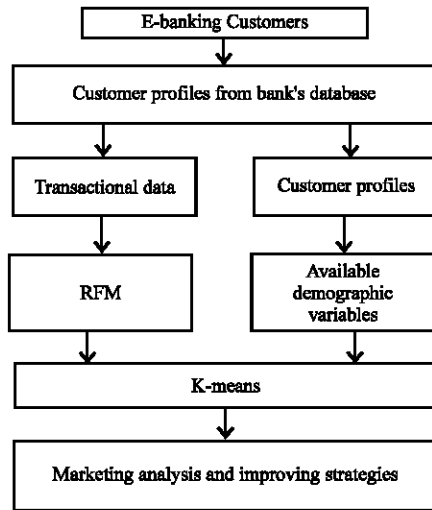 E-banking Customers
Customer profiles from bank's database
Transactional data
Customer profiles
RFM
Available
demographic
variables
K-means
Marketing analysis and improving strategies